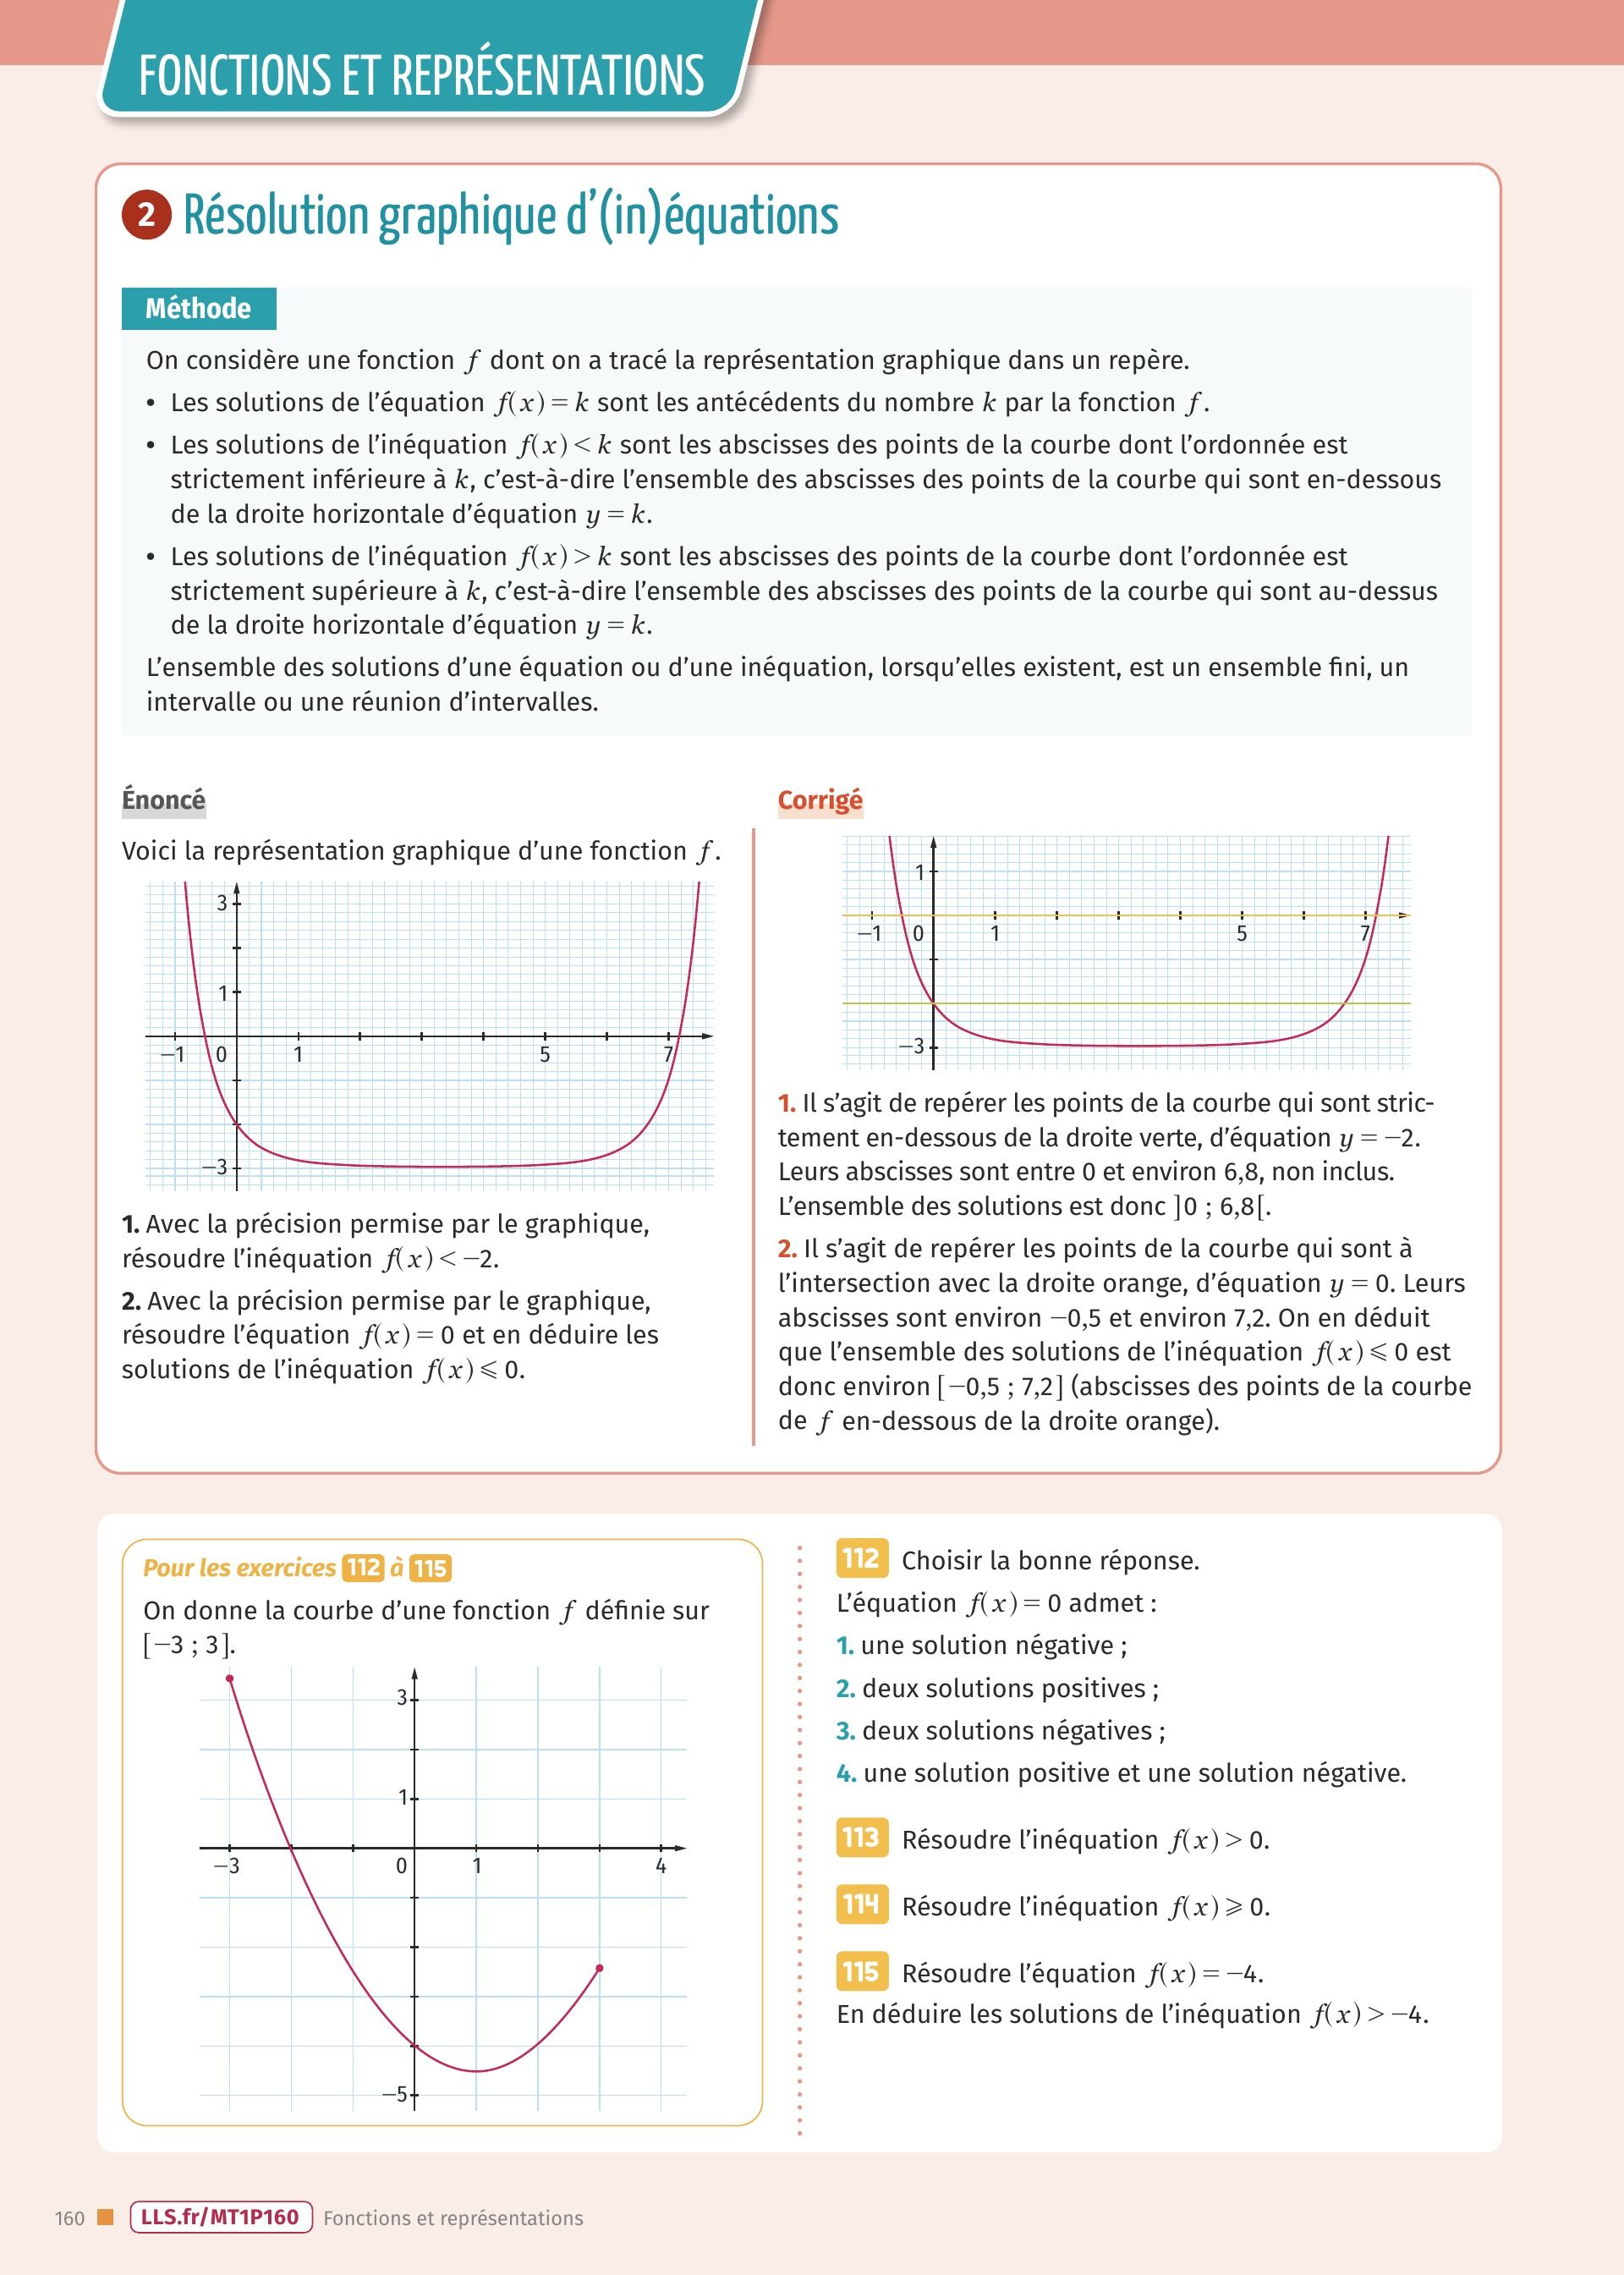 FONCTIONS ET REPRÉSENTATIONS
2 Résolution graphique d’(in)équations
Méthode
On considère une fonction f dont on a tracé la représentation graphique dans un repère.
• Les solutions de l’équation f(x) = k sont les antécédents du nombre k par la fonction f.
• Les solutions de l’inéquation f(x) < k sont les abscisses des points de la courbe dont l’ordonnée est
strictement inférieure à k, c’est-à-dire l’ensemble des abscisses des points de la courbe qui sont en-dessous
de la droite horizontale d’équation y = k.
• Les solutions de l’inéquation f(x) > k sont les abscisses des points de la courbe dont l’ordonnée est
strictement supérieure à k, c’est-à-dire l’ensemble des abscisses des points de la courbe qui sont au-dessus
de la droite horizontale d’équation y = k.
L’ensemble des solutions d’une équation ou d’une inéquation, lorsqu’elles existent, est un ensemble fini, un
intervalle ou une réunion d’intervalles.
Énoncé
Voici la représentation graphique d’une fonction f.
3
1
−1 0 1 5 7
−3
1. Avec la précision permise par le graphique,
résoudre l’inéquation f(x) < −2.
2. Avec la précision permise par le graphique,
résoudre l’équation f(x) = 0 et en déduire les
solutions de l’inéquation f(x) ⩽ 0.
Corrigé
1
−1 0 1 5 7
−3
1. Il s’agit de repérer les points de la courbe qui sont stric-
tement en-dessous de la droite verte, d’équation y = −2.
Leurs abscisses sont entre 0 et environ 6,8, non inclus.
L’ensemble des solutions est donc ]0 ; 6,8[.
2. Il s’agit de repérer les points de la courbe qui sont à
l’intersection avec la droite orange, d’équation y = 0. Leurs
abscisses sont environ −0,5 et environ 7,2. On en déduit
que l’ensemble des solutions de l’inéquation f(x) ⩽ 0 est
donc environ [−0,5 ; 7,2] (abscisses des points de la courbe
de f en-dessous de la droite orange).
Pour les exercices 112 à 115
On donne la courbe d’une fonction f définie sur
[−3 ; 3].
3
1
−3 0 1 4
−5
112 Choisir la bonne réponse.
L’équation f(x) = 0 admet :
1. une solution négative ;
2. deux solutions positives ;
3. deux solutions négatives ;
4. une solution positive et une solution négative.
113 Résoudre l’inéquation f(x) > 0.
114 Résoudre l’inéquation f(x) ⩾ 0.
115 Résoudre l’équation f(x) = −4.
En déduire les solutions de l’inéquation f(x) > −4.
160 LLS.fr/MT1P160 Fonctions et représentations